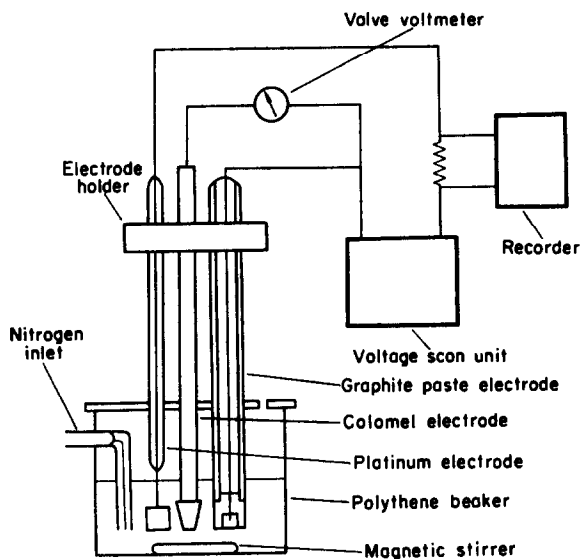 Valve voltmeter
Electrode
holder
Recorder
Nitrogen
inlet
Voltage scon unit
Graphite paste electrode
Colomel electrode
Platinum electrode
Polythene beaker
Magnetic stirrer